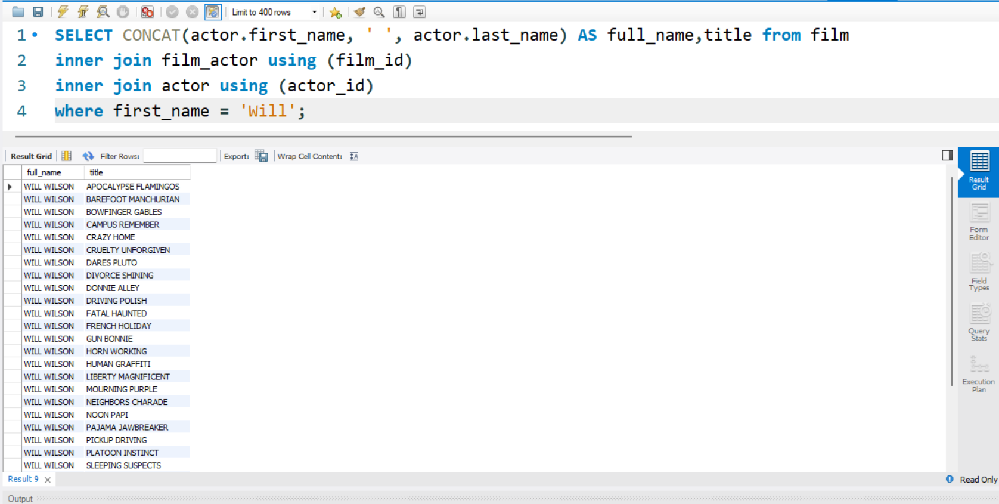 Limit to 400 rows
1 SELECT CONCAT(actor.first_name, ' ', actor.last_name) AS full_name,title from film
2 inner join film_actor using (film_id)
3 inner join actor using (actor_id)
4 where first_name = 'Will';
Result Grid Filter Rows: Export: Wrap Cell Content:
full_name title
WILL WILSON APOCALYPSE FLAMINGOS
WILL WILSON BAREFOOT MANCHURIAN
WILL WILSON BOWFINGER GABLES
WILL WILSON CAMPUS REMEMBER
WILL WILSON CRAZY HOME
WILL WILSON CRUELTY UNFORGIVEN
WILL WILSON DARES PLUTO
WILL WILSON DIVORCE SHINING
WILL WILSON DONNIE ALLEY
WILL WILSON DRIVING POLISH
WILL WILSON FATAL HAUNTED
WILL WILSON FRENCH HOLIDAY
WILL WILSON GUN BONNIE
WILL WILSON HORN WORKING
WILL WILSON HUMAN GRAFFITI
WILL WILSON LIBERTY MAGNIFICENT
WILL WILSON MOURNING PURPLE
WILL WILSON NEIGHBORS CHARADE
WILL WILSON NOON PAPI
WILL WILSON PAJAMA JAWBREAKER
WILL WILSON PICKUP DRIVING
WILL WILSON PLATOON INSTINCT
WILL WILSON SLEEPING SUSPECTS
Result
Grid
Form
Editor
Field
Types
Query
Stats
Execution
Plan
Result 9
Read Only
Output